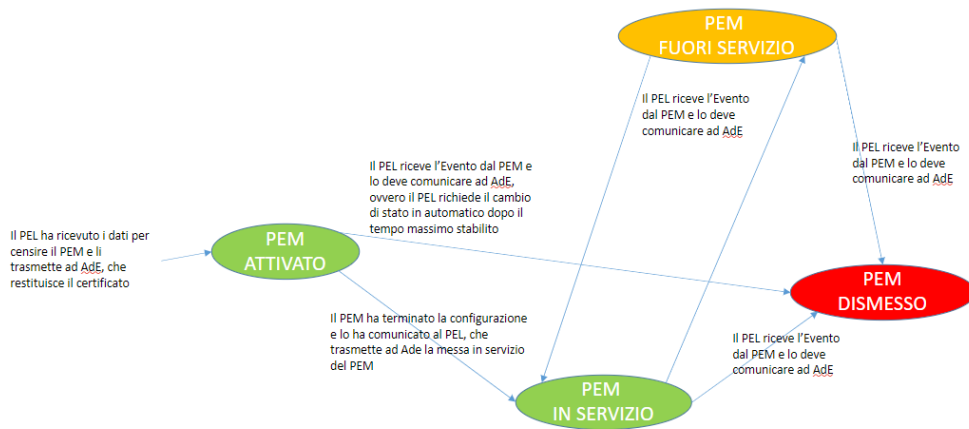 PEM
FUORI SERVIZIO
Il PEL riceve l'Evento
dal PEM e lo deve
comunicare ad AdE
Il PEL riceve l'Evento
dal PEM e lo deve
comunicare ad AdE
Il PEL riceve l'Evento dal PEM e
lo deve comunicare ad AdE,
ovvero il PEL richiede il cambio
di stato in automatico dopo il
tempo massimo stabilito
Il PEL ha ricevuto i dati per
censire il PEM e li
trasmette ad AdE, che
restituisce il certificato
PEM
ATTIVATO
PEM
DISMESSO
Il PEM ha terminato la configurazione
e lo ha comunicato al PEL, che
trasmette ad Ade la messa in servizio
del PEM
Il PEL riceve l'Evento
dal PEM e lo deve
comunicare ad AdE
PEM
IN SERVIZIO